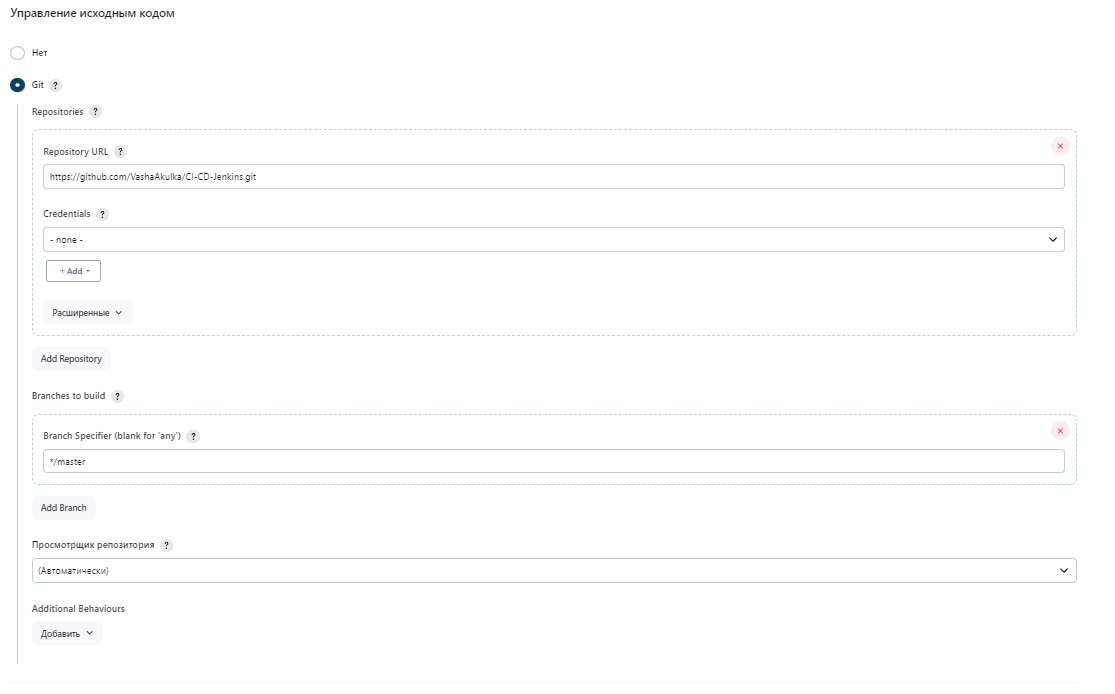 Управление исходным кодом
Нет
Git ?
Repositories ?
Repository URL ?
https://github.com/VashaAkulka/CI-CD-Jenkins.git
Credentials ?
- none -
+ Add
Расширенные
Add Repository
Branches to build ?
Branch Specifier (blank for 'any') ?
*/master
Add Branch
Просмотрщик репозитория ?
(Автоматически)
Additional Behaviours
Добавить